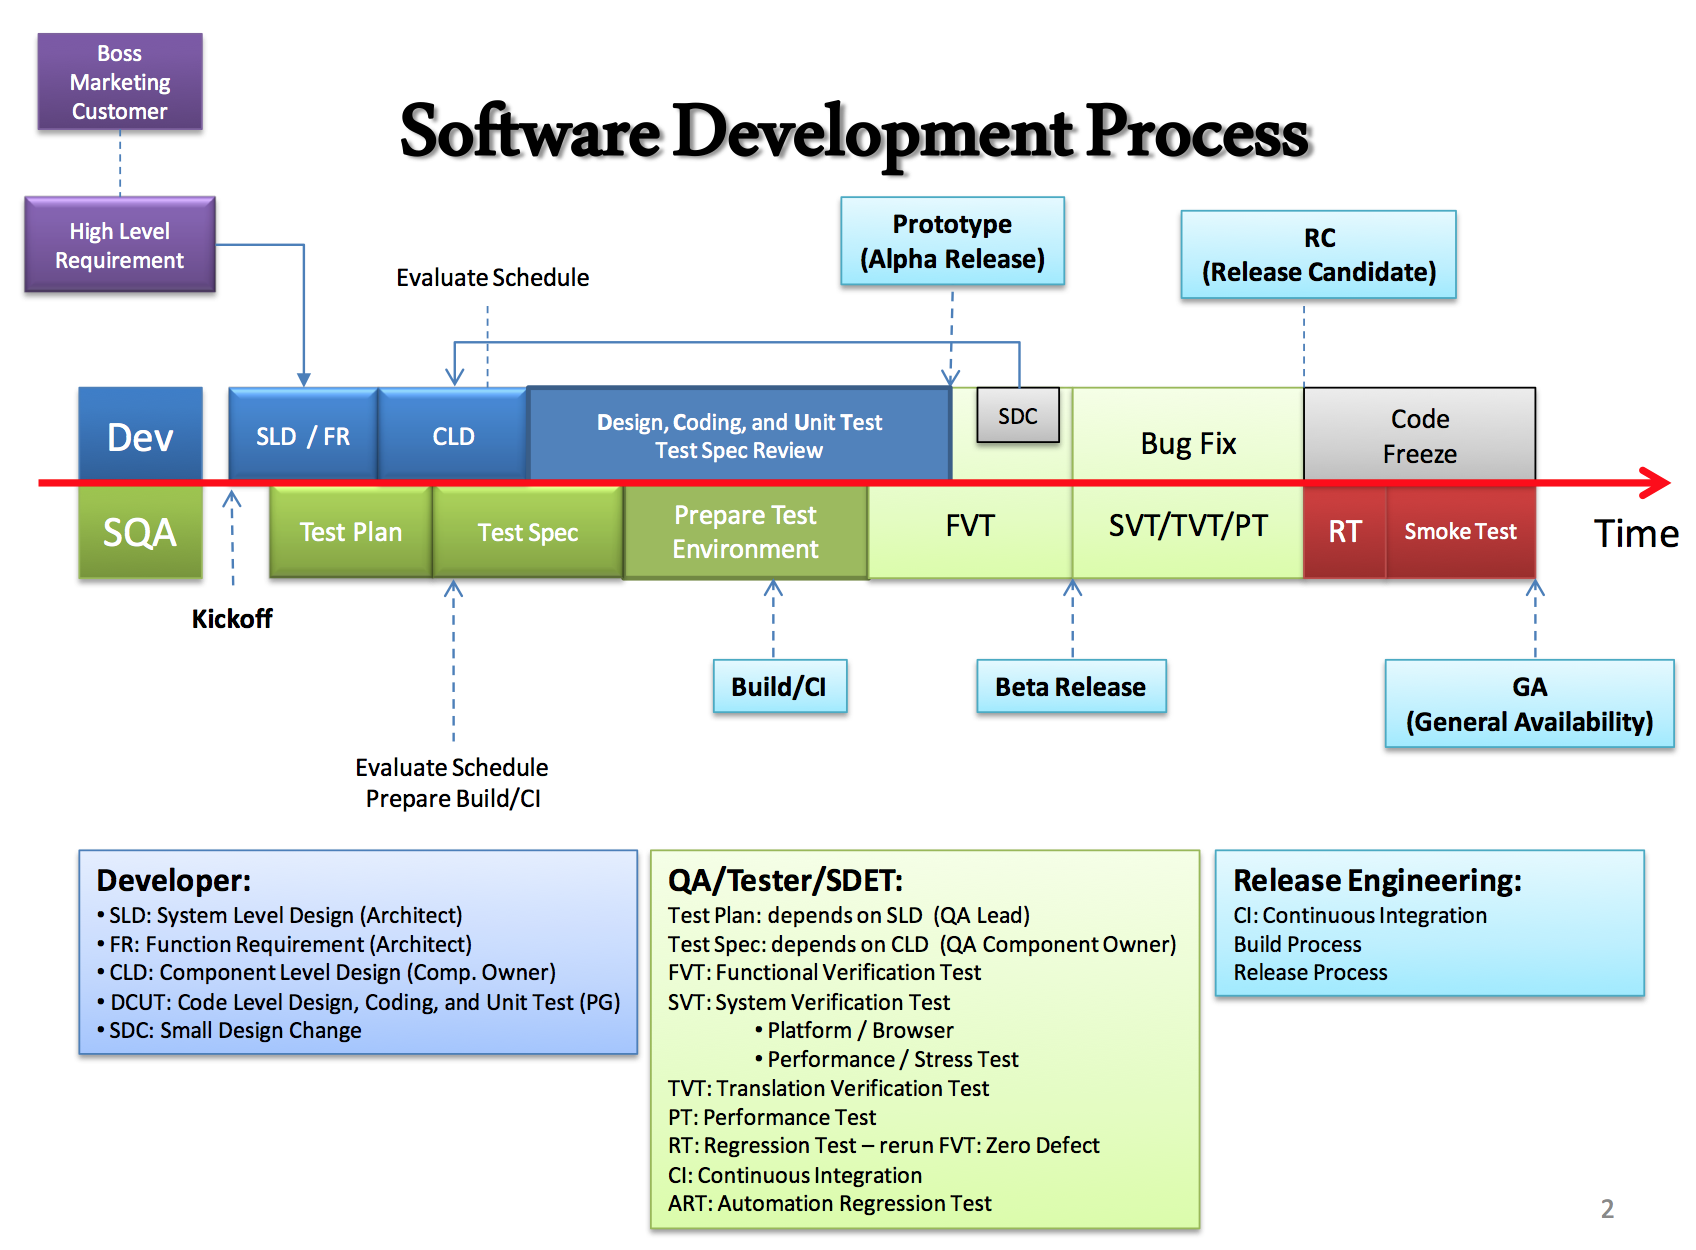 Boss
Marketing
Customer
Software Development Process
High Level
Requirement
Prototype
(Alpha Release)
RC
(Release Candidate)
Evaluate Schedule
Dev
SLD / FR
CLD
Design, Coding, and Unit Test
Test Spec Review
SDC
Bug Fix
Code
Freeze
SQA
Test Plan
Test Spec
Prepare Test
Environment
FVT
SVT/TVT/PT
RT
Smoke Test
Time
Kickoff
Build/CI
Beta Release
GA
(General Availability)
Evaluate Schedule
Prepare Build/CI
Developer:
• SLD: System Level Design (Architect)
• FR: Function Requirement (Architect)
• CLD: Component Level Design (Comp. Owner)
• DCUT: Code Level Design, Coding, and Unit Test (PG)
• SDC: Small Design Change
QA/Tester/SDET:
Test Plan: depends on SLD (QA Lead)
Test Spec: depends on CLD (QA Component Owner)
FVT: Functional Verification Test
SVT: System Verification Test
• Platform / Browser
• Performance / Stress Test
TVT: Translation Verification Test
PT: Performance Test
RT: Regression Test – rerun FVT: Zero Defect
CI: Continuous Integration
ART: Automation Regression Test
Release Engineering:
CI: Continuous Integration
Build Process
Release Process
2